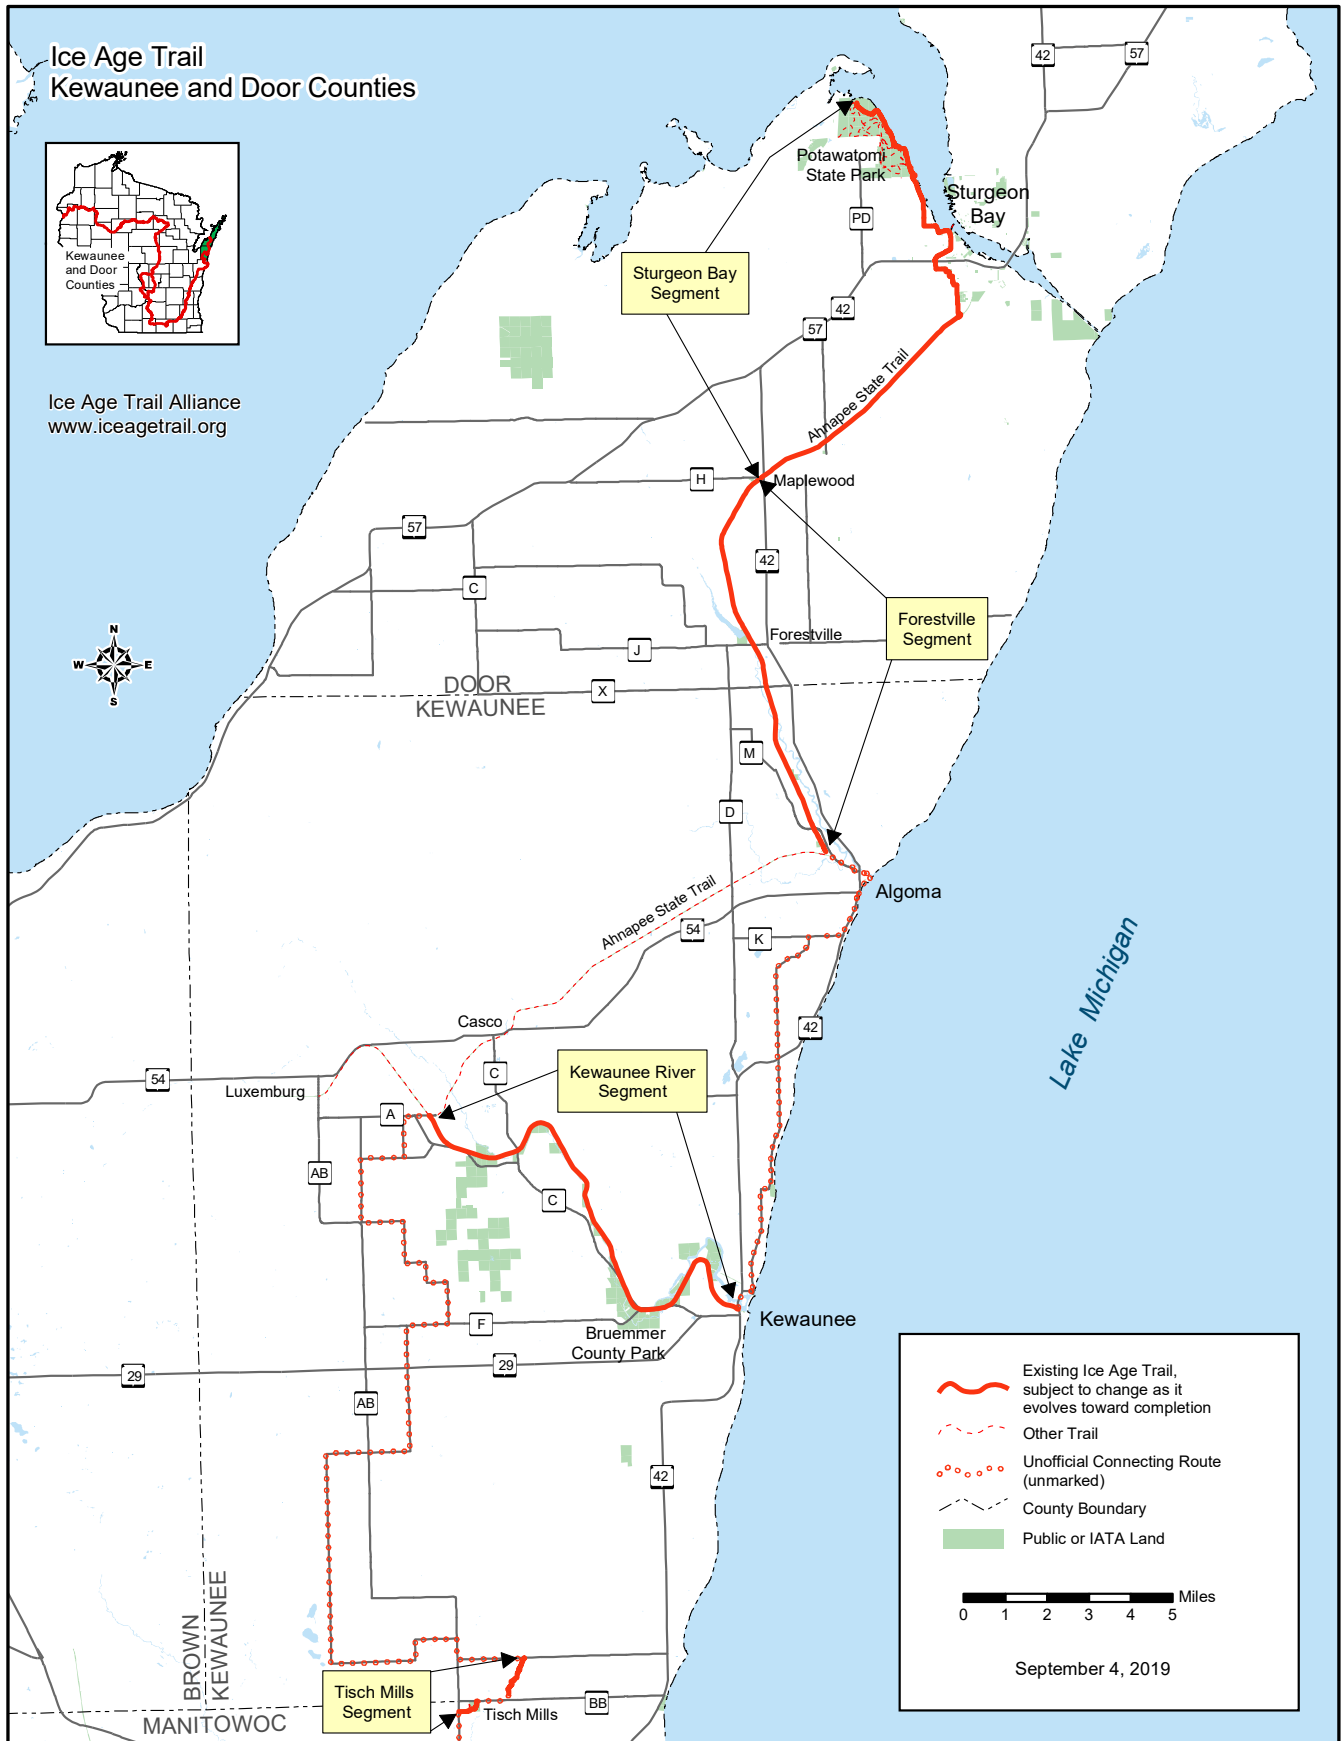 Ice Age Trail
Kewaunee and Door Counties
Kewaunee
and Door
Counties
Ice Age Trail Alliance
www.iceagetrail.org
42
57
Potawatomi
State Park
Sturgeon
Bay
PD
Sturgeon Bay
Segment
42
57
Ahnapee State Trail
H
Maplewood
57
42
C
Forestville
Segment
Forestville
J
N
W
E
S
DOOR
KEWAUNEE
X
M
D
Algoma
Ahnapee State Trail
54
K
Lake Michigan
Casco
42
54
C
Kewaunee River
Segment
Luxemburg
A
AB
C
Kewaunee
F
Bruemmer
County Park
29
29
AB
42
Existing Ice Age Trail,
subject to change as it
evolves toward completion
Other Trail
Unofficial Connecting Route
(unmarked)
County Boundary
Public or IATA Land
Miles
0 1 2 3 4 5
September 4, 2019
BROWN
KEWAUNEE
MANITOWOC
Tisch Mills
Segment
Tisch Mills
BB